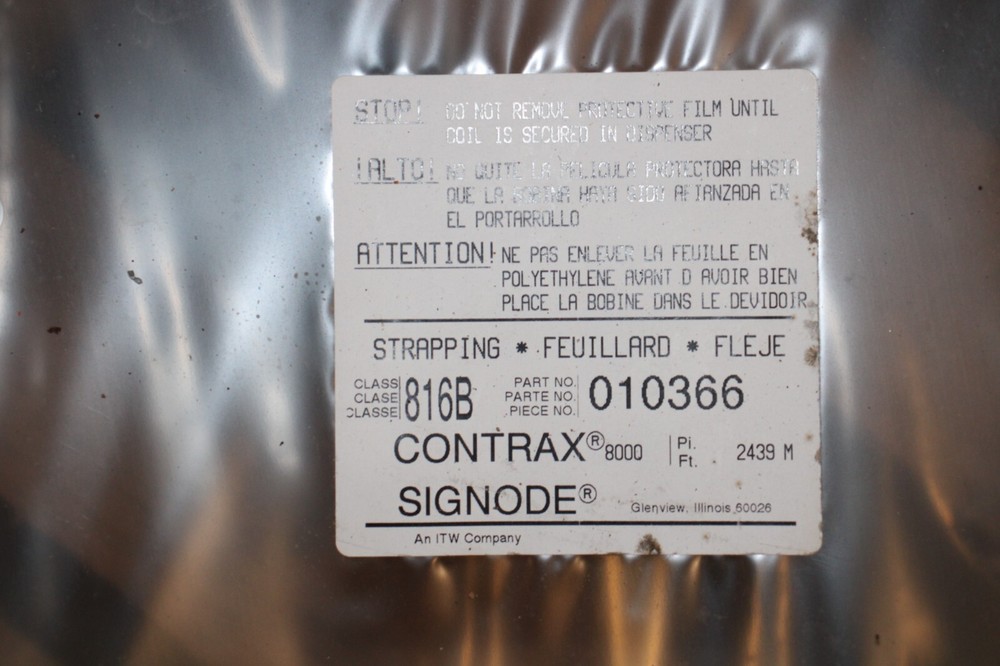 STOP! DO NOT REMOVE PROTECTIVE FILM UNTIL
COIL IS SECURED IN DISPENSER
!ALTO! NO QUITE LA PELICULA PROTECTORA HASTA
QUE LA BOBINA HAYA SIDO AFIANZADA EN
EL PORTARROLLO
ATTENTION! NE PAS ENLEVER LA FEUILLE EN
POLYETHYLENE AVANT D AVOIR BIEN
PLACE LA BOBINE DANS LE DEVIDOIR
STRAPPING * FEUILLARD * FLEJE
CLASS
CLASE
CLASSE
816B
PART NO.
PARTE NO.
PIECE NO.
010366
CONTRAX® 8000
Pi.
Ft.
2439 M
SIGNODE® Glenview, Illinois 60026
An ITW Company